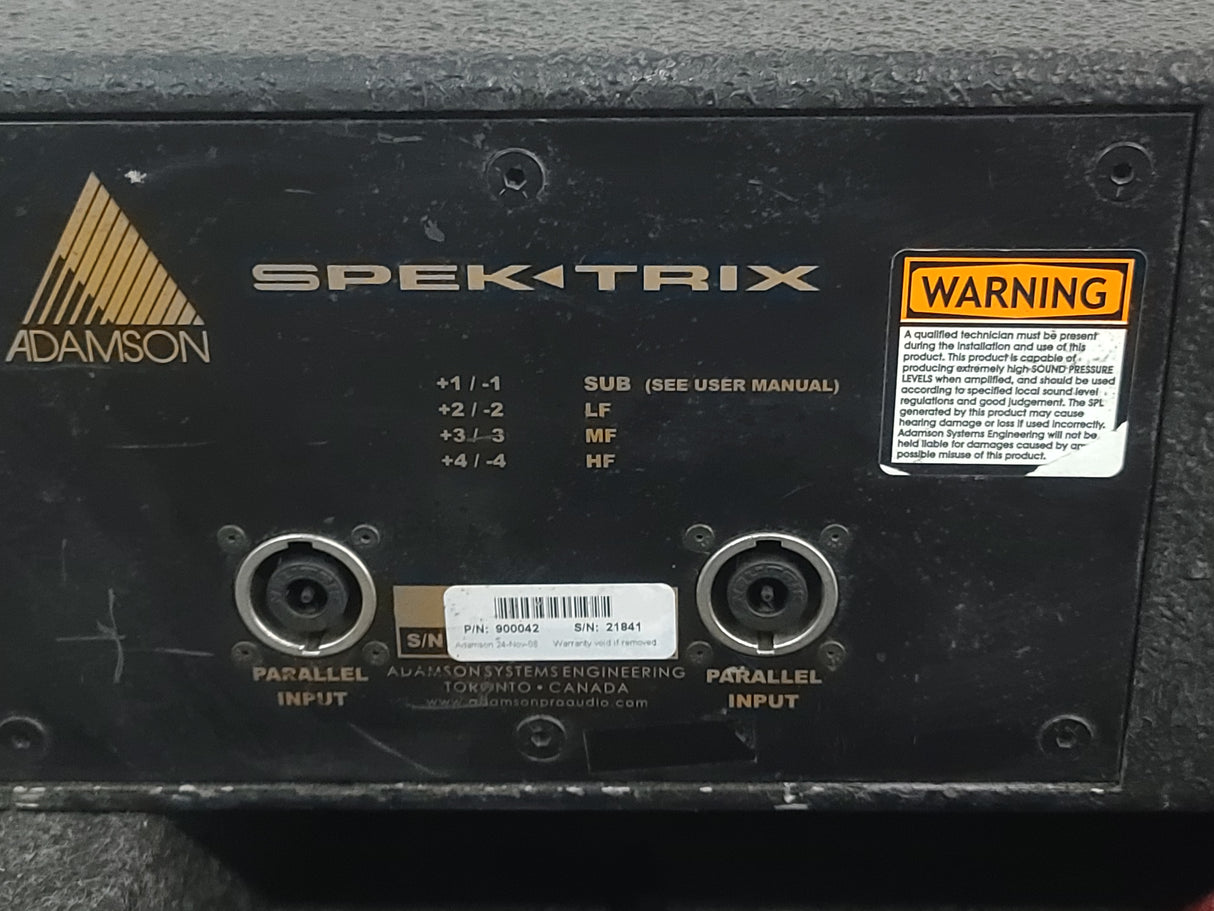 ADAMSON
SPEK◄TRIX
+1 / -1 SUB (SEE USER MANUAL)
+2 / -2 LF
+3 / 3 MF
+4 / -4 HF
WARNING
A qualified technician must be present
during the installation and use of this
product. This product is capable of
producing extremely high SOUND PRESSURE
LEVELS when amplified, and should be used
according to specified local sound level
regulations and good judgement. The SPL
generated by this product may cause
hearing damage or loss if used incorrectly.
Adamson Systems Engineering will not be
held liable for damages caused by
possible misuse of this product.
S/N
P/N: 900042 S/N: 21841
Adamson 24-Nov-08 Warranty void if removed
PARALLEL
INPUT
ADAMSON SYSTEMS ENGINEERING
TORONTO • CANADA
www.adamsonproaudio.com
PARALLEL
INPUT